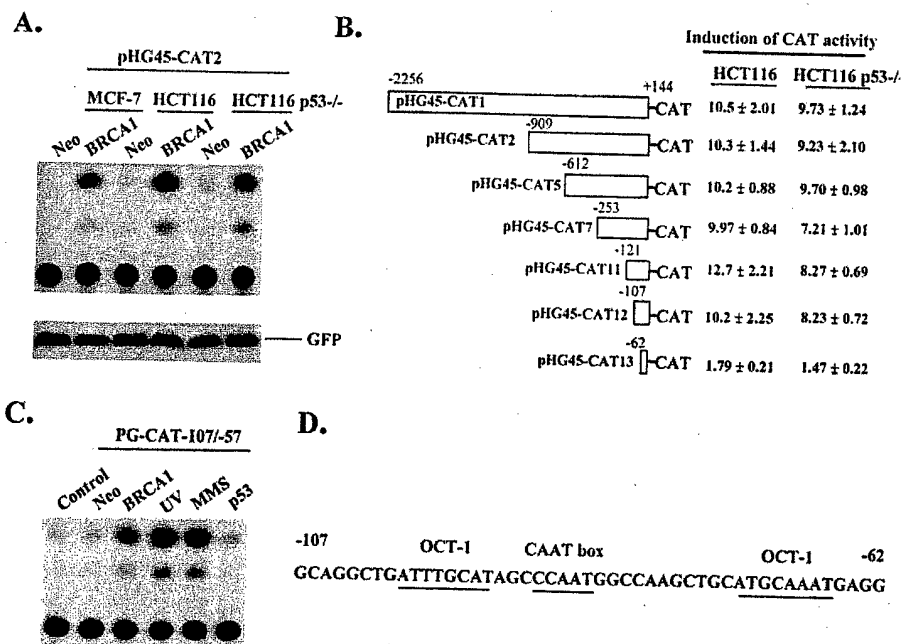 A.
pHG45-CAT2
MCF-7 HCT116 HCT116 p53-/-
Neo BRCA1 Neo BRCA1 Neo BRCA1
GFP
B.
Induction of CAT activity
HCT116 HCT116 p53-/-
-2256 +144
pHG45-CAT1 CAT 10.5 ± 2.01 9.73 ± 1.24
-909
pHG45-CAT2 CAT 10.3 ± 1.44 9.23 ± 2.10
-612
pHG45-CAT5 CAT 10.2 ± 0.88 9.70 ± 0.98
-253
pHG45-CAT7 CAT 9.97 ± 0.84 7.21 ± 1.01
-121
pHG45-CAT11 CAT 12.7 ± 2.21 8.27 ± 0.69
-107
pHG45-CAT12 CAT 10.2 ± 2.25 8.23 ± 0.72
-62
pHG45-CAT13 CAT 1.79 ± 0.21 1.47 ± 0.22
C.
PG-CAT-107/-57
Control Neo BRCA1 UV MMS p53
D.
-107 OCT-1 CAAT box OCT-1 -62
GCAGGCTGATTTGCATAGCCCAATGGCCAAGCTGCATGCAAATGAGG